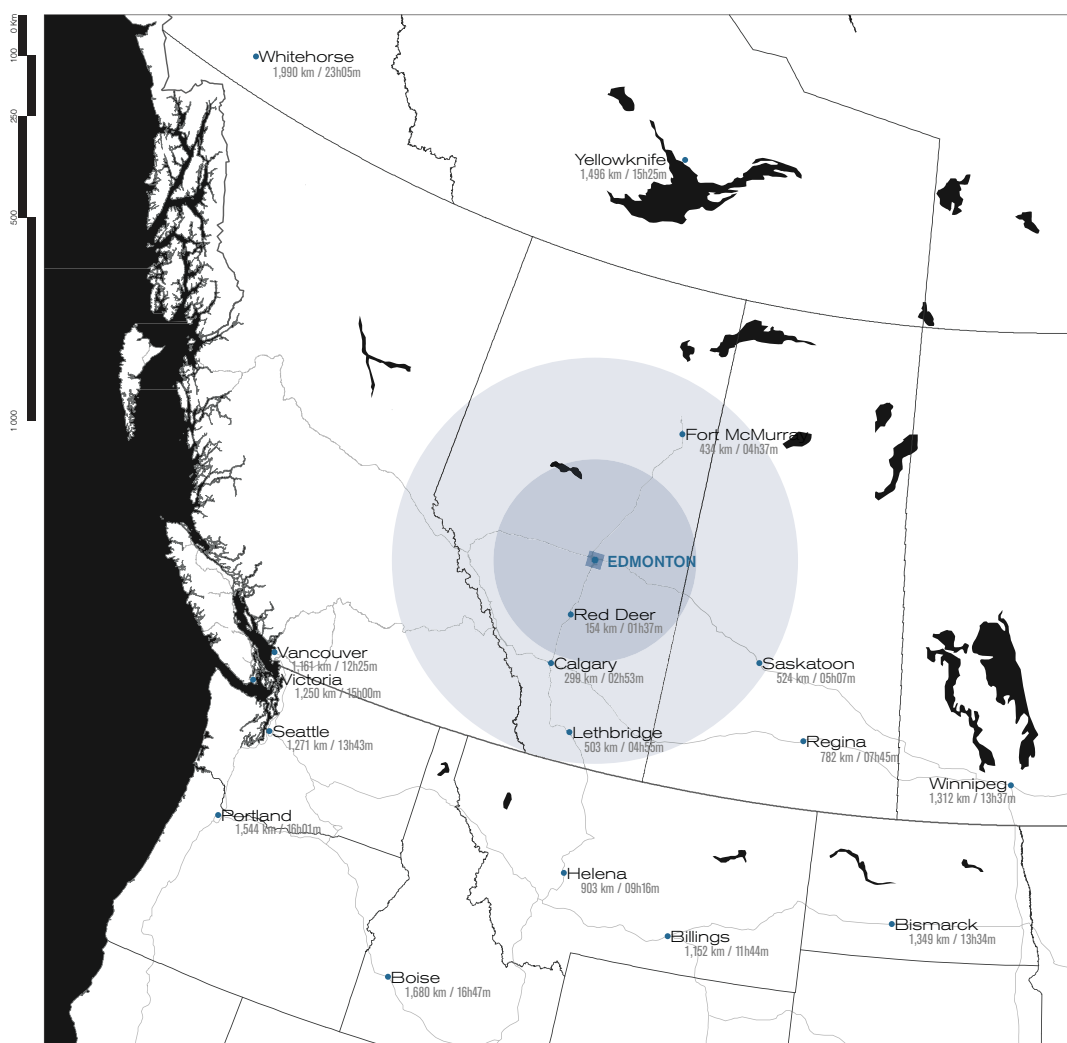 0 Km
100
250
500
1 000
Whitehorse
1,990 km / 23h05m
Yellowknife
1,496 km / 15h25m
Fort McMurray
434 km / 04h37m
EDMONTON
Red Deer
154 km / 01h37m
Calgary
299 km / 02h53m
Saskatoon
524 km / 05h07m
Vancouver
1,161 km / 12h25m
Victoria
1,250 km / 15h00m
Seattle
1,271 km / 13h43m
Lethbridge
503 km / 04h55m
Regina
782 km / 07h45m
Winnipeg
1,312 km / 13h37m
Portland
1,544 km / 16h01m
Helena
903 km / 09h16m
Billings
1,152 km / 11h44m
Bismarck
1,349 km / 13h34m
Boise
1,680 km / 16h47m